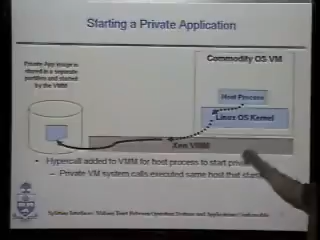 Starting a Private Application
Private App image is
stored in a separate
partition and started
by the VMM
Commodity OS VM
Host Process
Linux OS Kernel
Xen VMM
• Hypercall added to VMM for host process to start
– Private VM system calls executed same host that